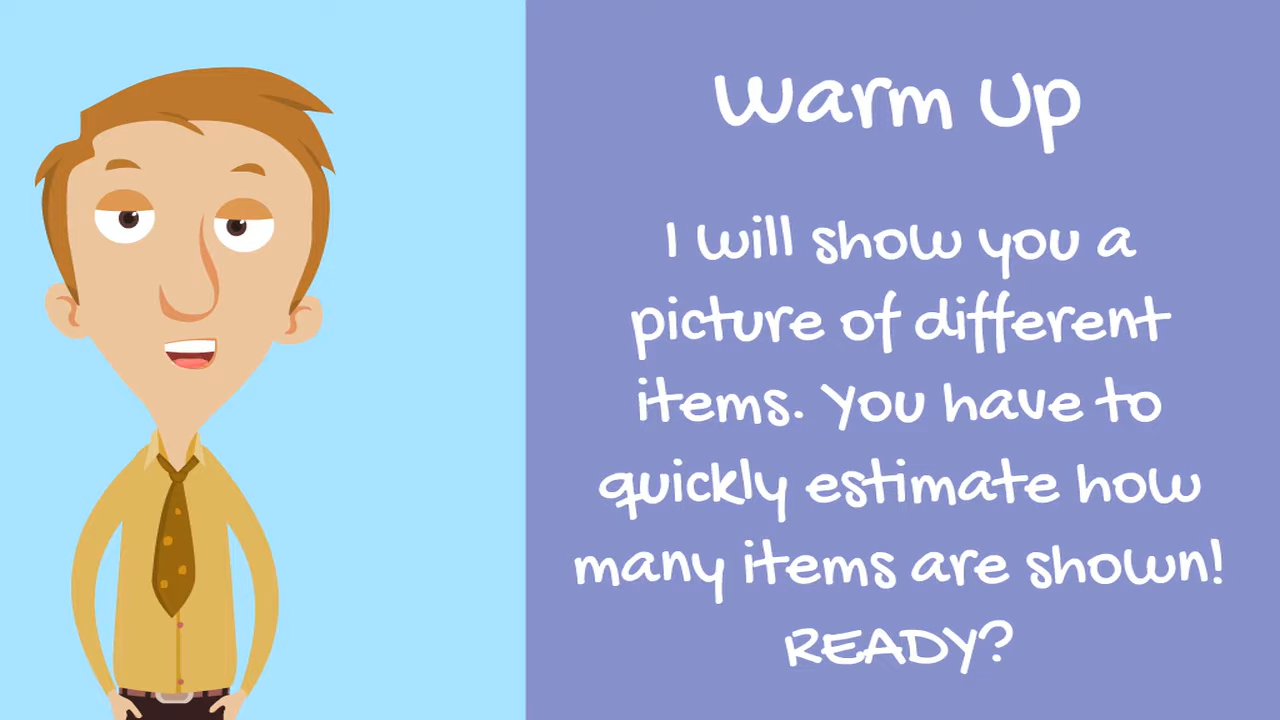 Warm Up
I will show you a
picture of different
items. You have to
quickly estimate how
many items are shown!
READY?